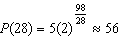 P(28) = 5(2)^{98/28} ≈ 56